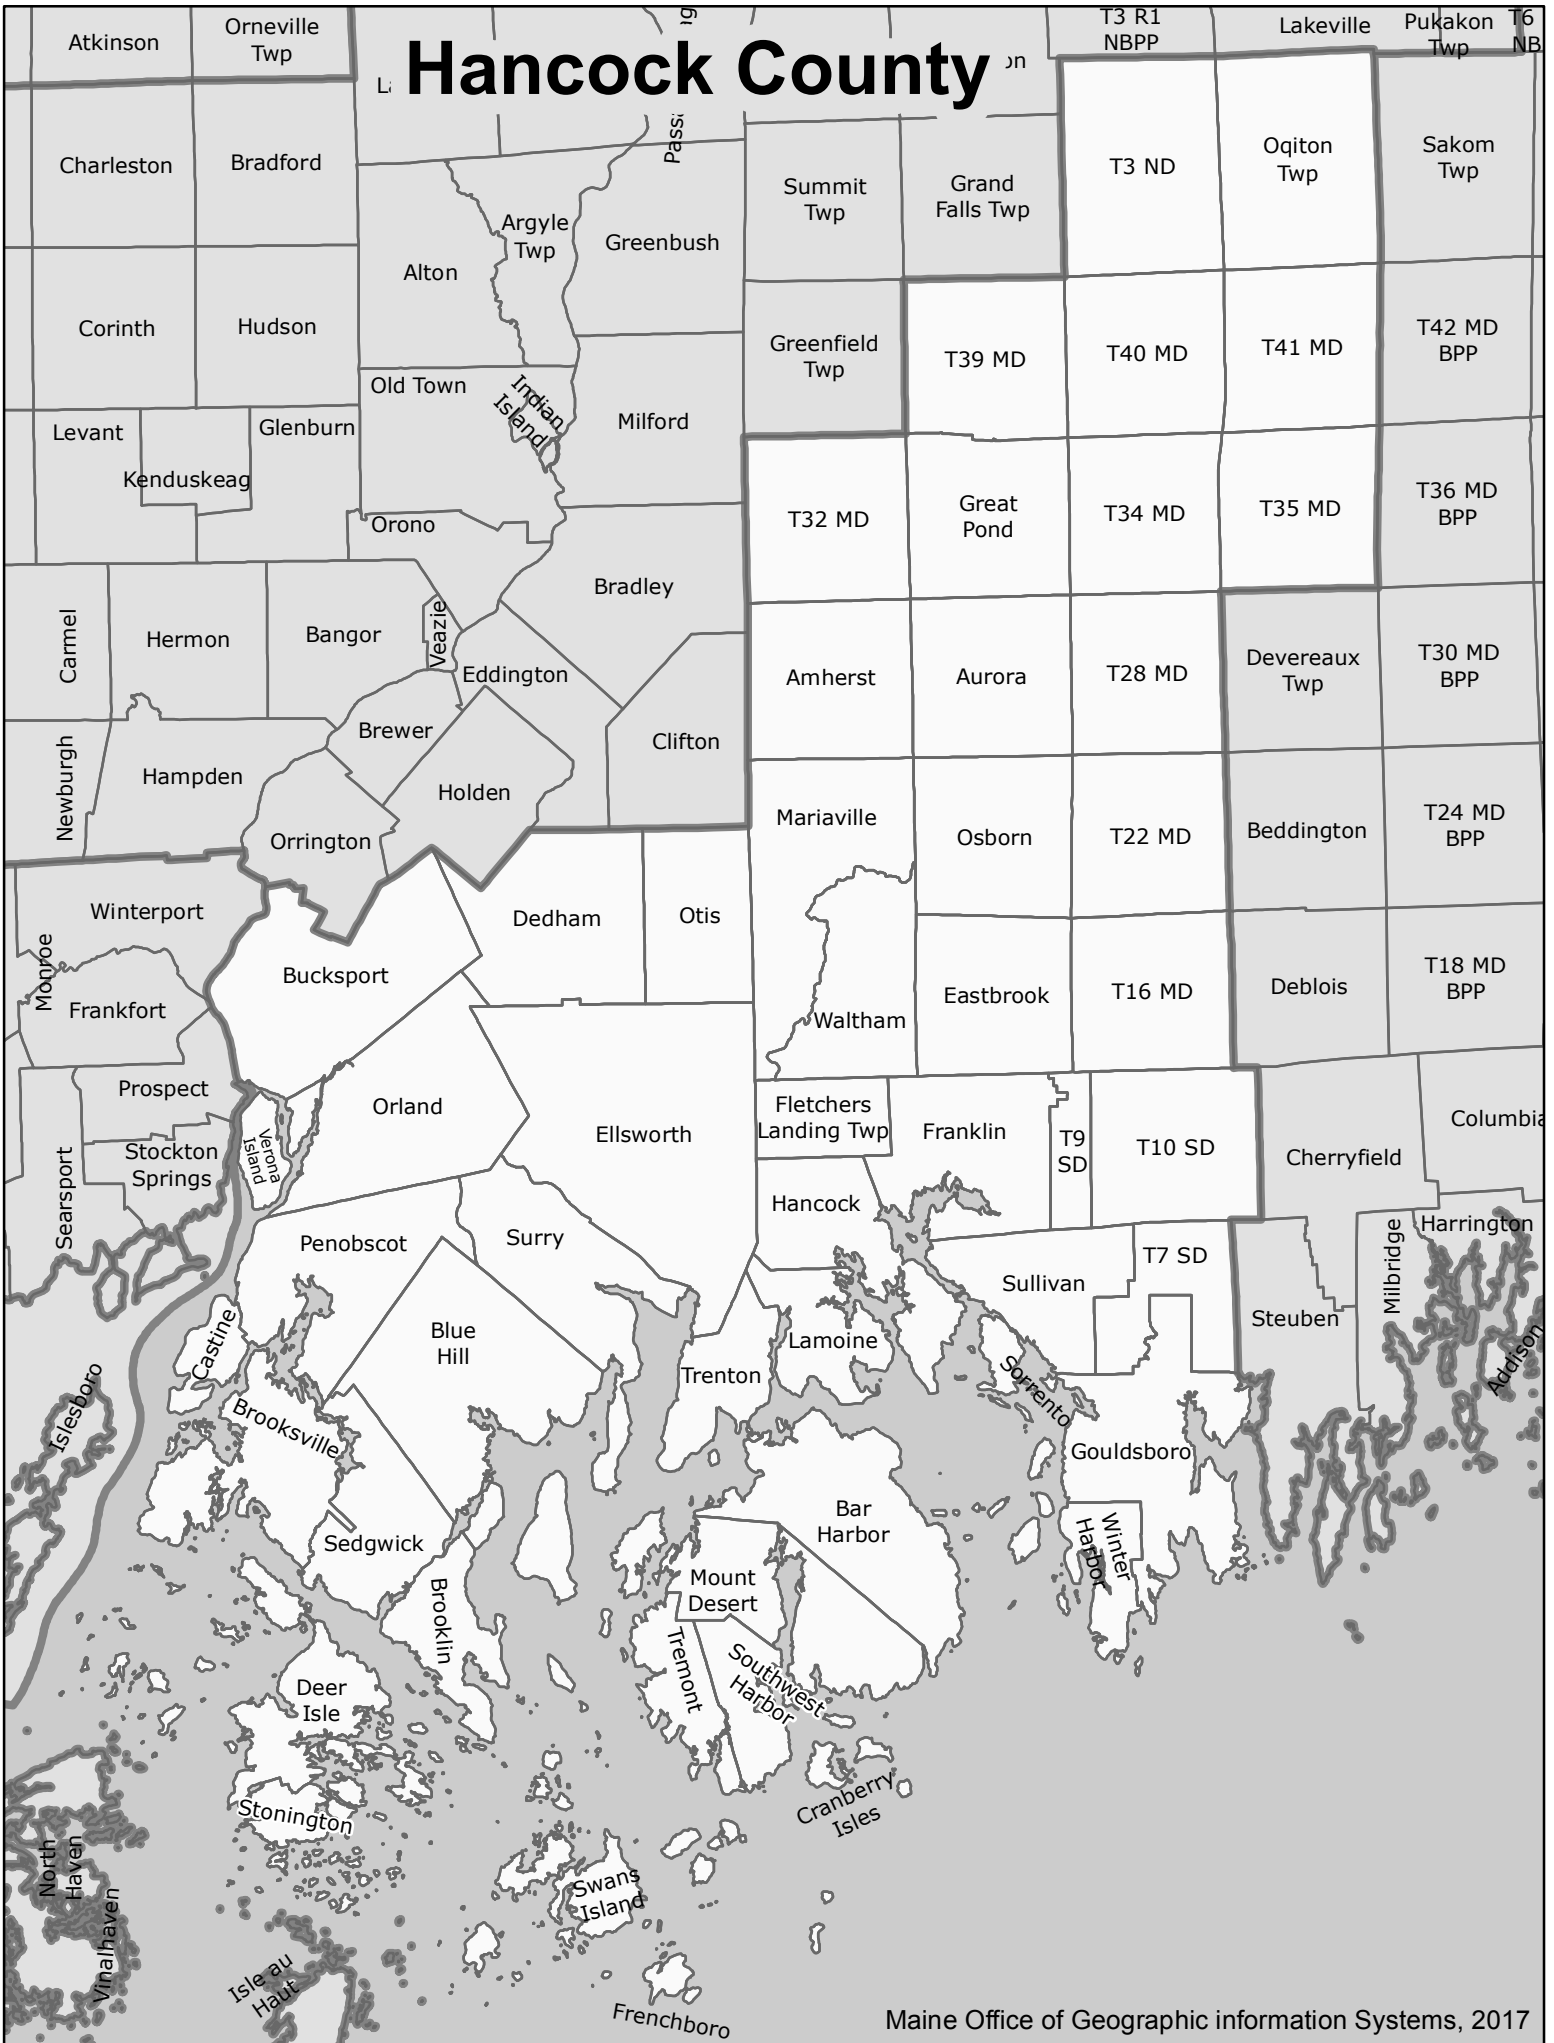 Hancock County
Atkinson
Orneville
Twp
T3 R1
NBPP
Lakeville
Pukakon
Twp
T6
NB
Charleston
Bradford
Argyle
Twp
Alton
Greenbush
Summit
Twp
Grand
Falls Twp
T3 ND
Oqiton
Twp
Sakom
Twp
Corinth
Hudson
Greenfield
Twp
T39 MD
T40 MD
T41 MD
T42 MD
BPP
Old Town
Indian
Island
Milford
Levant
Kenduskeag
Glenburn
Orono
T32 MD
Great
Pond
T34 MD
T35 MD
T36 MD
BPP
Carmel
Hermon
Bangor
Veazie
Bradley
Eddington
Amherst
Aurora
T28 MD
Devereaux
Twp
T30 MD
BPP
Newburgh
Hampden
Brewer
Holden
Clifton
Orrington
Mariaville
Osborn
T22 MD
Beddington
T24 MD
BPP
Winterport
Monroe
Frankfort
Bucksport
Dedham
Otis
Waltham
Eastbrook
T16 MD
Deblois
T18 MD
BPP
Prospect
Stockton
Springs
Searsport
Verona
Island
Orland
Ellsworth
Fletchers
Landing Twp
Franklin
T9
SD
T10 SD
Cherryfield
Columbia
Hancock
Penobscot
Surry
Sullivan
T7 SD
Steuben
Milbridge
Harrington
Addison
Castine
Blue
Hill
Trenton
Lamoine
Sorrento
Islesboro
Brooksville
Gouldsboro
Sedgwick
Brooklin
Bar
Harbor
Mount
Desert
Winter
Harbor
Tremont
Southwest
Harbor
Deer
Isle
Stonington
Cranberry
Isles
North
Haven
Vinalhaven
Swans
Island
Isle au
Haut
Frenchboro
Maine Office of Geographic information Systems, 2017